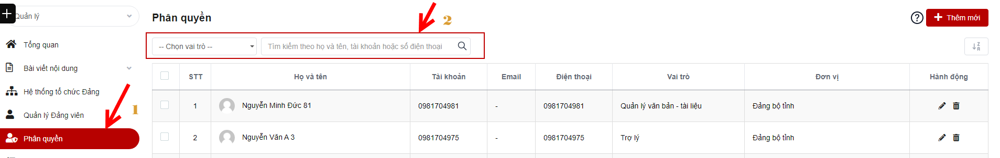 Quản lý
Tổng quan
Bài viết nội dung
Hệ thống tổ chức Đảng
Quản lý Đảng viên
1
Phân quyền
Phân quyền
2
Thêm mới
-- Chọn vai trò --
Tìm kiếm theo họ và tên, tài khoản hoặc số điện thoại
STT Họ và tên Tài khoản Email Điện thoại Vai trò Đơn vị Hành động
1 Nguyễn Minh Đức 81 0981704981 - 0981704981 Quản lý văn bản - tài liệu Đảng bộ tỉnh
2 Nguyễn Văn A 3 0981704975 - 0981704975 Trợ lý Đảng bộ tỉnh